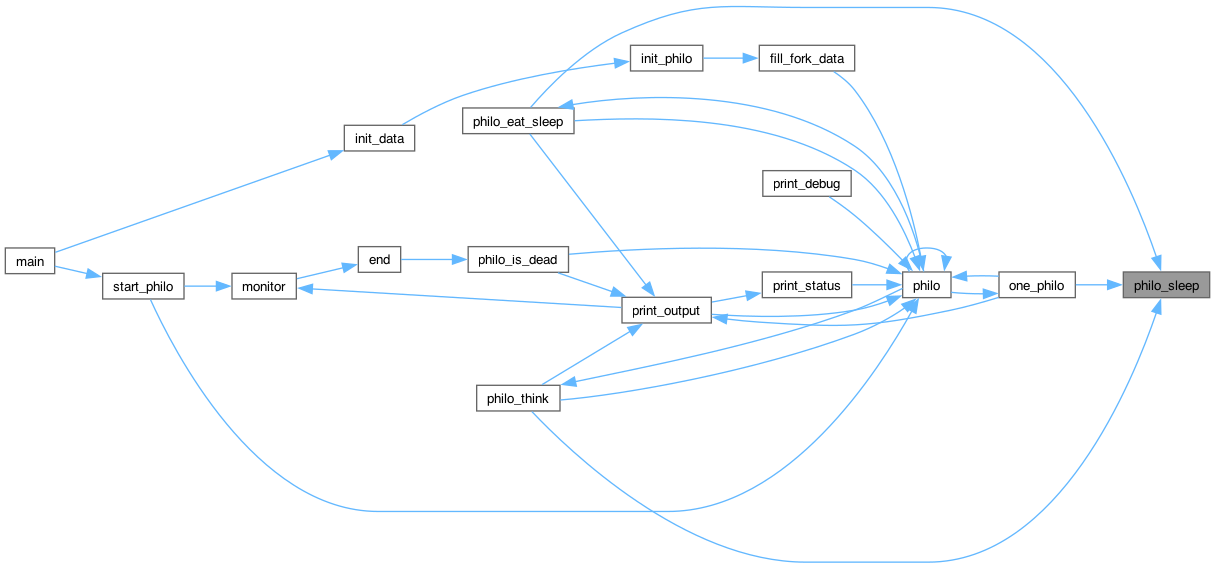 init_philo
fill_fork_data
philo_eat_sleep
init_data
print_debug
main
end
philo_is_dead
start_philo
monitor
print_status
philo
one_philo
philo_sleep
print_output
philo_think